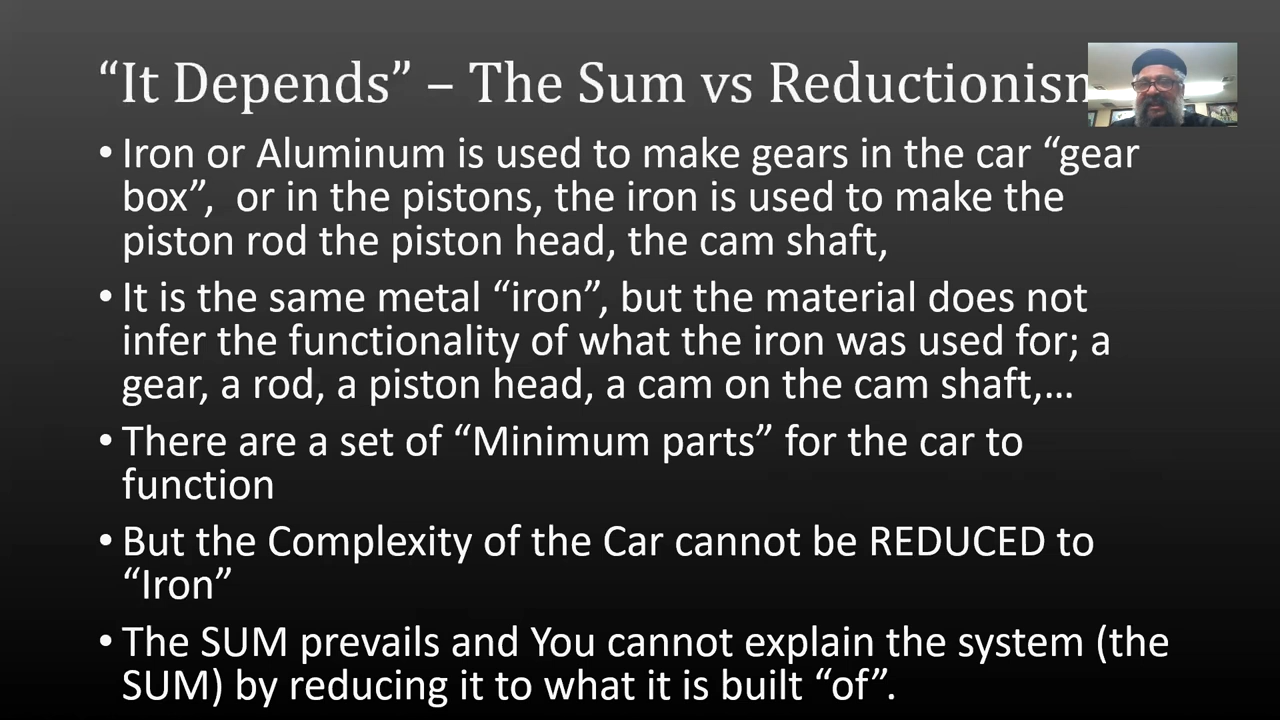 “It Depends” – The Sum vs Reductionism
• Iron or Aluminum is used to make gears in the car “gear
box”,  or in the pistons, the iron is used to make the
piston rod the piston head, the cam shaft,
• It is the same metal “iron”, but the material does not
infer the functionality of what the iron was used for; a
gear, a rod, a piston head, a cam on the cam shaft,…
• There are a set of “Minimum parts” for the car to
function
• But the Complexity of the Car cannot be REDUCED to
“Iron”
• The SUM prevails and You cannot explain the system (the
SUM) by reducing it to what it is built “of”.